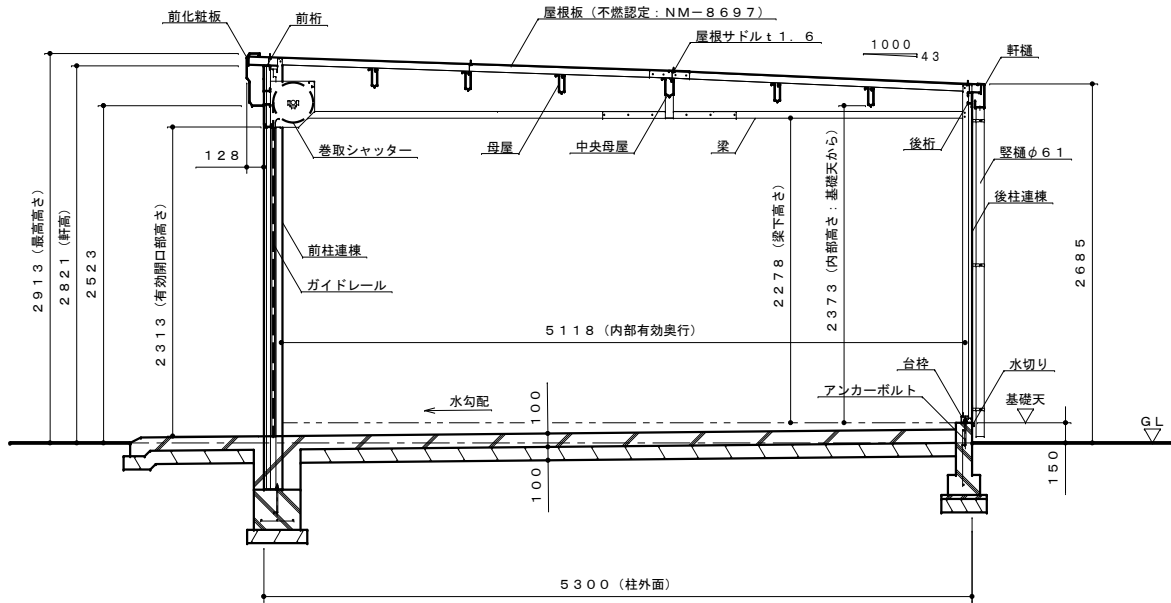 屋根板（不燃認定：ＮＭ－８６９７）
前化粧板
前桁
屋根サドルｔ１．６
１０００
４３
軒樋
巻取シャッター
母屋
中央母屋
梁
後桁
１２８
竪樋φ６１
後柱連棟
前柱連棟
ガイドレール
２９１３（最高高さ）
２８２１（軒高）
２５２３
２３１３（有効開口部高さ）
２２７８（梁下高さ）
２３７３（内部高さ：基礎天から）
２６８５
５１１８（内部有効奥行）
台枠
水切り
アンカーボルト
基礎天
水勾配
１００
１００
ＧＬ
１５０
５３００（柱外面）